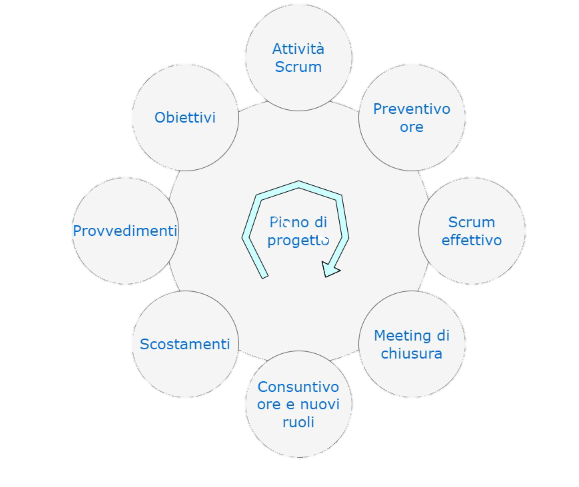 Attività
Scrum
Preventivo
ore
Scrum
effettivo
Meeting di
chiusura
Consuntivo
ore e nuovi
ruoli
Scostamenti
Provvedimenti
Obiettivi
Piano di
progetto